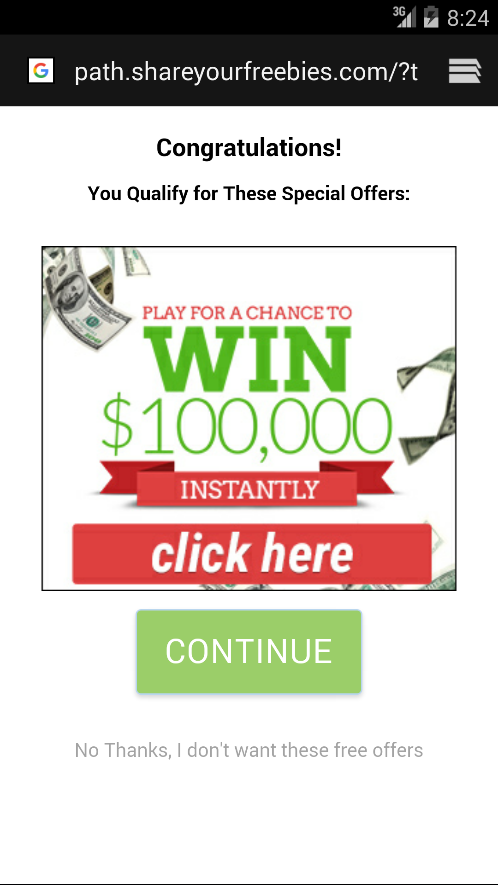 3G
8:24
G
path.shareyourfreebies.com/?t
Congratulations!
You Qualify for These Special Offers:
PLAY FOR A CHANCE TO
WIN
$100,000
INSTANTLY
click here
CONTINUE
No Thanks, I don't want these free offers